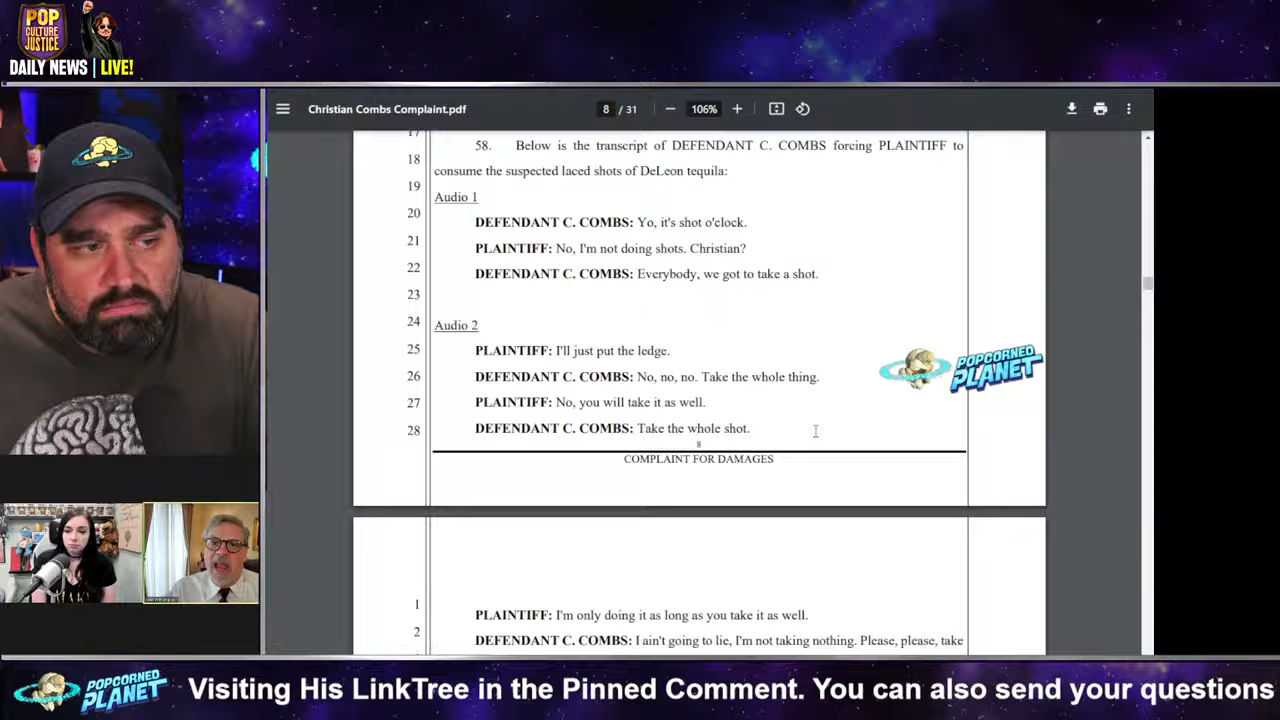 POP
CULTURE
JUSTICE
DAILY NEWS | LIVE!
Christian Combs Complaint.pdf
8 / 31
106%
17
58. Below is the transcript of DEFENDANT C. COMBS forcing PLAINTIFF to
18
consume the suspected laced shots of DeLeon tequila:
19
Audio 1
20
DEFENDANT C. COMBS: Yo, it's shot o'clock.
21
PLAINTIFF: No, I'm not doing shots. Christian?
22
DEFENDANT C. COMBS: Everybody, we got to take a shot.
23
24
Audio 2
25
PLAINTIFF: I'll just put the ledge.
26
DEFENDANT C. COMBS: No, no, no. Take the whole thing.
27
PLAINTIFF: No, you will take it as well.
28
DEFENDANT C. COMBS: Take the whole shot.
8
COMPLAINT FOR DAMAGES
POPCORNED
PLANET
1
PLAINTIFF: I'm only doing it as long as you take it as well.
2
DEFENDANT C. COMBS: I ain't going to lie, I'm not taking nothing. Please, please, take
POPCORNED
PLANET
Visiting His LinkTree in the Pinned Comment. You can also send your questions